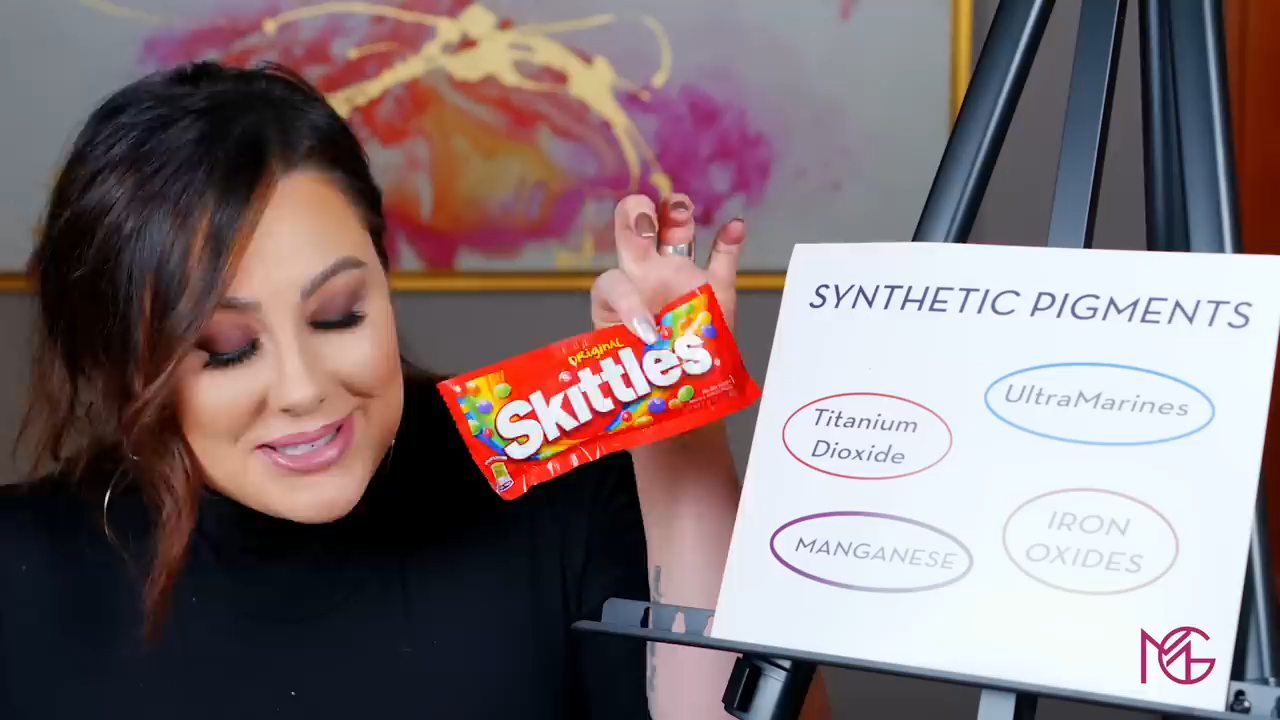 ORiginAL
Skittles
SYNTHETIC PIGMENTS
UltraMarines
Titanium
Dioxide
IRON
OXIDES
MANGANESE
MG